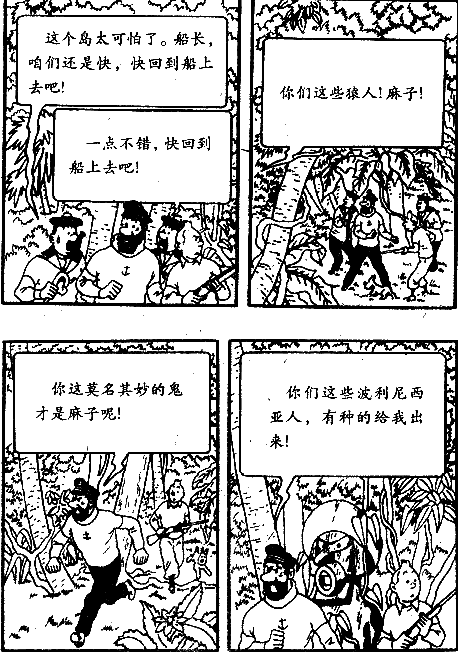 这个岛太可怕了。船长，
咱们还是快，快回到船上
去吧!
一点不错，快回到
船上去吧!
你们这些猿人!麻子!
你这莫名其妙的鬼
才是麻子呢!
你们这些波利尼西
亚人，有种的给我出
来!